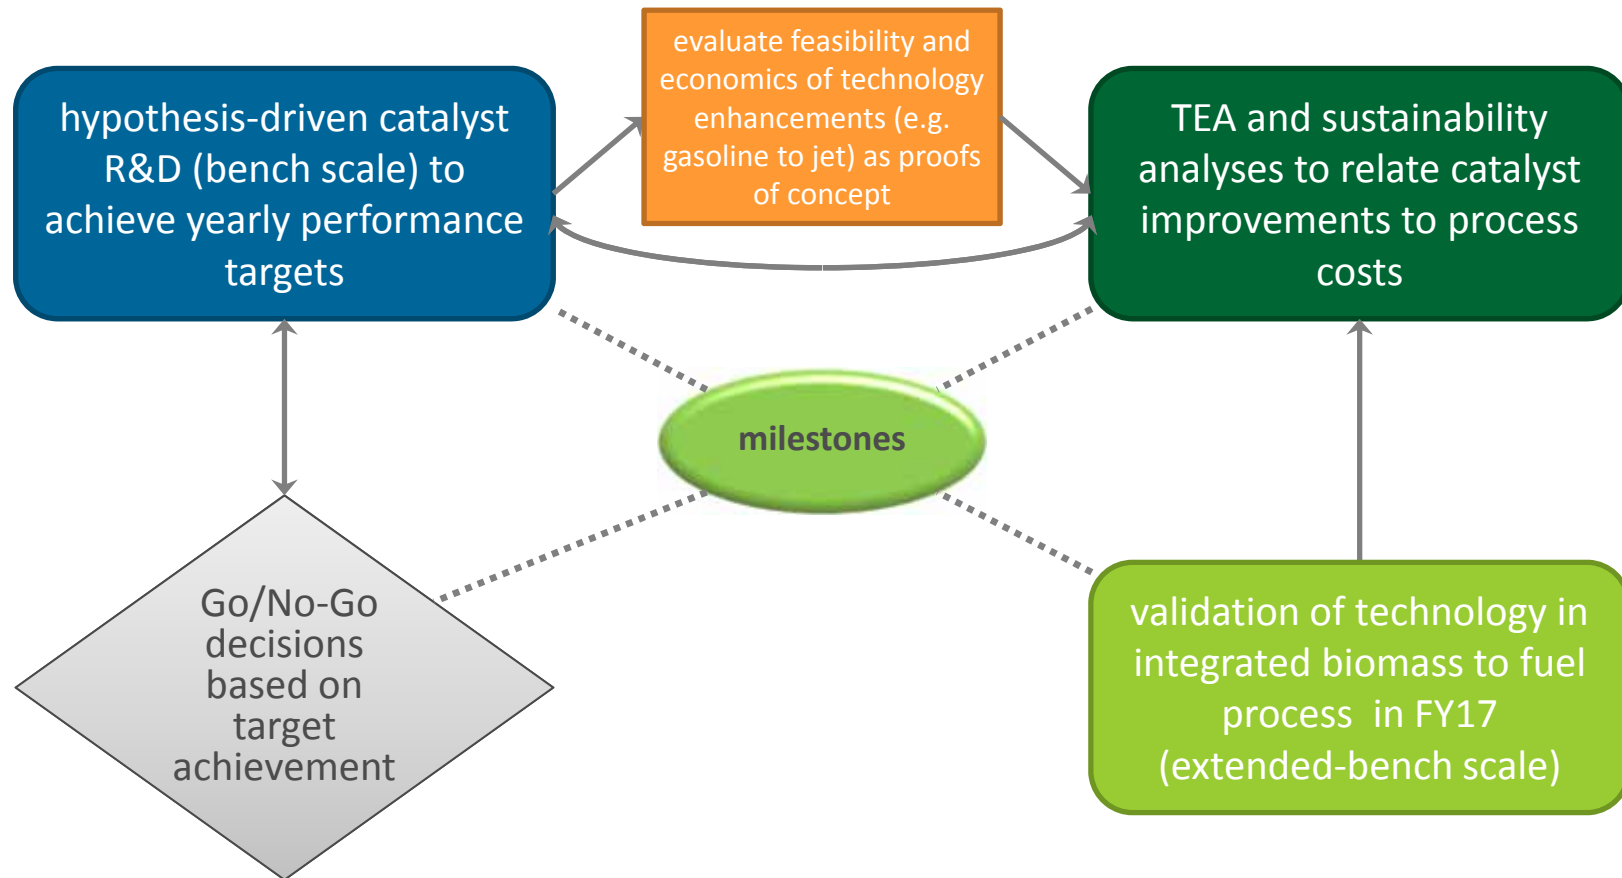 evaluate feasibility and
economics of technology
enhancements (e.g.
gasoline to jet) as proofs
of concept
hypothesis-driven catalyst
R&D (bench scale) to
achieve yearly performance
targets
TEA and sustainability
analyses to relate catalyst
improvements to process
costs
milestones
Go/No-Go
decisions
based on
target
achievement
validation of technology in
integrated biomass to fuel
process in FY17
(extended-bench scale)